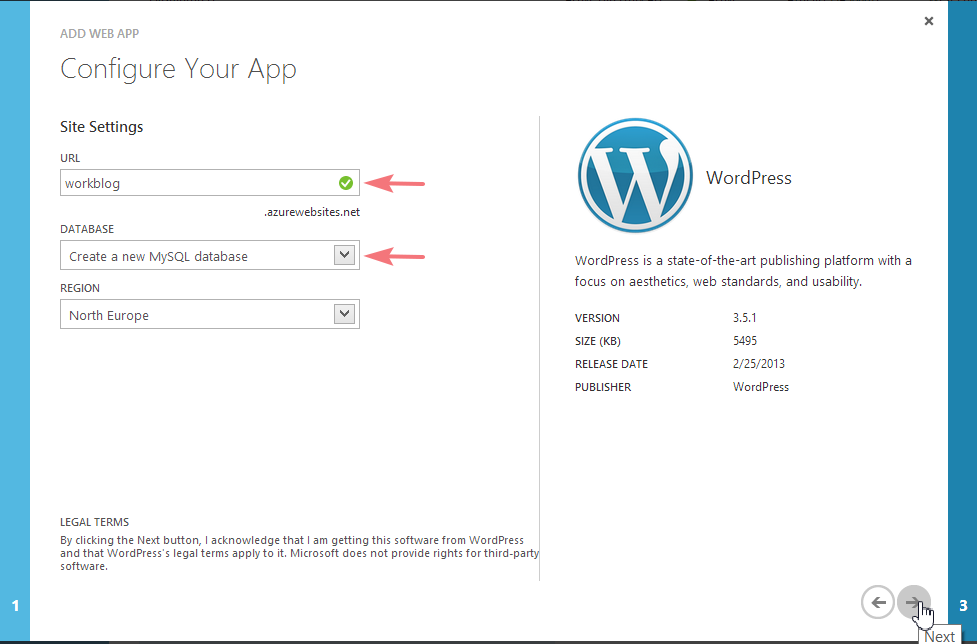 ADD WEB APP
Configure Your App
Site Settings
URL
workblog
.azurewebsites.net
DATABASE
Create a new MySQL database
REGION
North Europe
LEGAL TERMS
By clicking the Next button, I acknowledge that I am getting this software from WordPress
and that WordPress's legal terms apply to it. Microsoft does not provide rights for third-party
software.
WordPress
WordPress is a state-of-the-art publishing platform with a
focus on aesthetics, web standards, and usability.
VERSION 3.5.1
SIZE (KB) 5495
RELEASE DATE 2/25/2013
PUBLISHER WordPress
1
3
Next